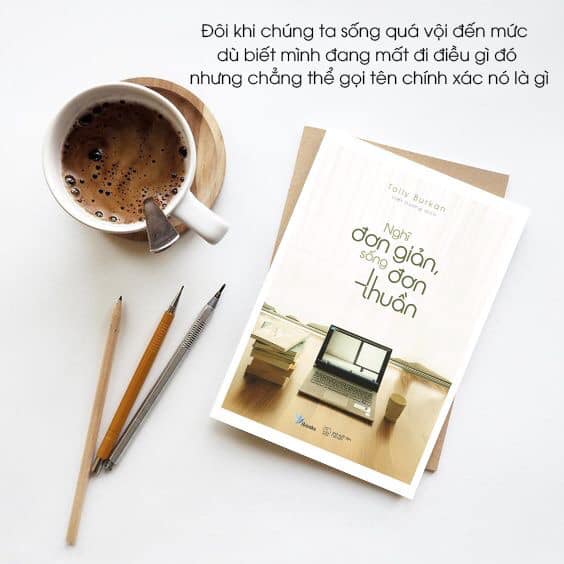 Đôi khi chúng ta sống quá vội đến mức
dù biết mình đang mất đi điều gì đó
nhưng chẳng thể gọi tên chính xác nó là gì
Tolly Burkan
Nghĩ
đơn giản,
sống đơn
thuần